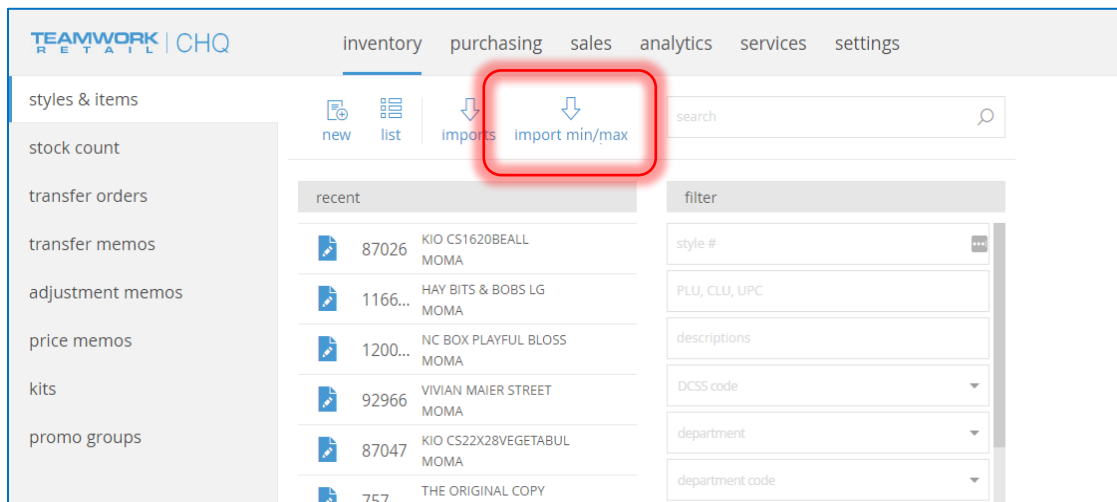 TEAMWORK RETAIL | CHQ
inventory purchasing sales analytics services settings
styles & items
stock count
transfer orders
transfer memos
adjustment memos
price memos
kits
promo groups
new list imports import min/max
search
recent
87026 KIO CS1620BEALL
MOMA
1166... HAY BITS & BOBS LG
MOMA
1200... NC BOX PLAYFUL BLOSS
MOMA
92966 VIVIAN MAIER STREET
MOMA
87047 KIO CS22X28VEGETABUL
MOMA
757 THE ORIGINAL COPY
filter
style #
PLU, CLU, UPC
descriptions
DCSS code
department
department code